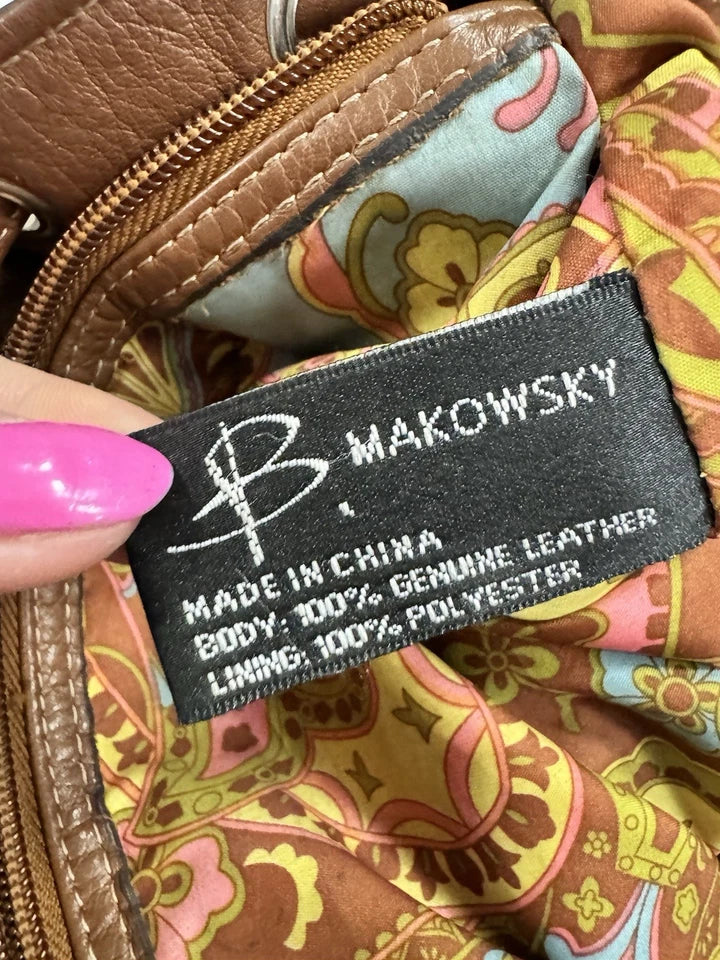 B. MAKOWSKY
MADE IN CHINA
BODY: 100% GENUINE LEATHER
LINING: 100% POLYESTER